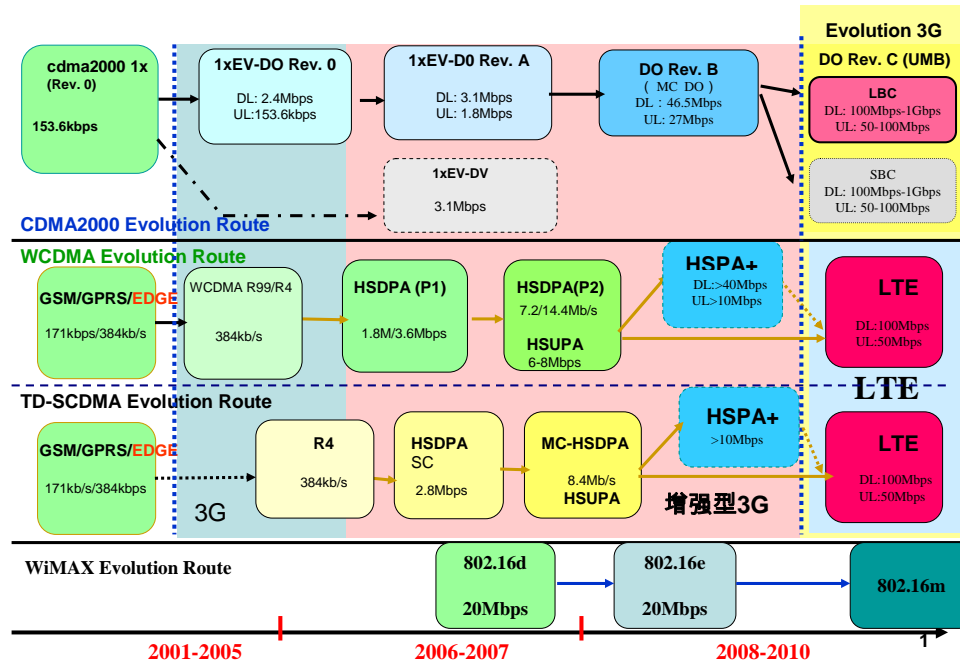 Evolution 3G
cdma2000 1x
(Rev. 0)
153.6kbps
1xEV-DO Rev. 0
DL: 2.4Mbps
UL:153.6kbps
1xEV-D0 Rev. A
DL: 3.1Mbps
UL: 1.8Mbps
DO Rev. B
( MC DO )
DL : 46.5Mbps
UL: 27Mbps
DO Rev. C (UMB)
LBC
DL: 100Mbps-1Gbps
UL: 50-100Mbps
1xEV-DV
3.1Mbps
SBC
DL: 100Mbps-1Gbps
UL: 50-100Mbps
CDMA2000 Evolution Route
WCDMA Evolution Route
GSM/GPRS/EDGE
171kbps/384kbps
WCDMA R99/R4
384kb/s
HSDPA (P1)
1.8M/3.6Mbps
HSDPA(P2)
7.2/14.4Mb/s
HSUPA
6-8Mbps
HSPA+
DL:>40Mbps
UL>10Mbps
LTE
DL:100Mbps
UL:50Mbps
LTE
TD-SCDMA Evolution Route
GSM/GPRS/EDGE
171kb/s/384kbps
3G
R4
384kb/s
HSDPA
SC
2.8Mbps
MC-HSDPA
8.4Mb/s
HSUPA
HSPA+
>10Mbps
增强型3G
LTE
DL:100Mbps
UL:50Mbps
WiMAX Evolution Route
802.16d
20Mbps
802.16e
20Mbps
802.16m
1
2001-2005
2006-2007
2008-2010